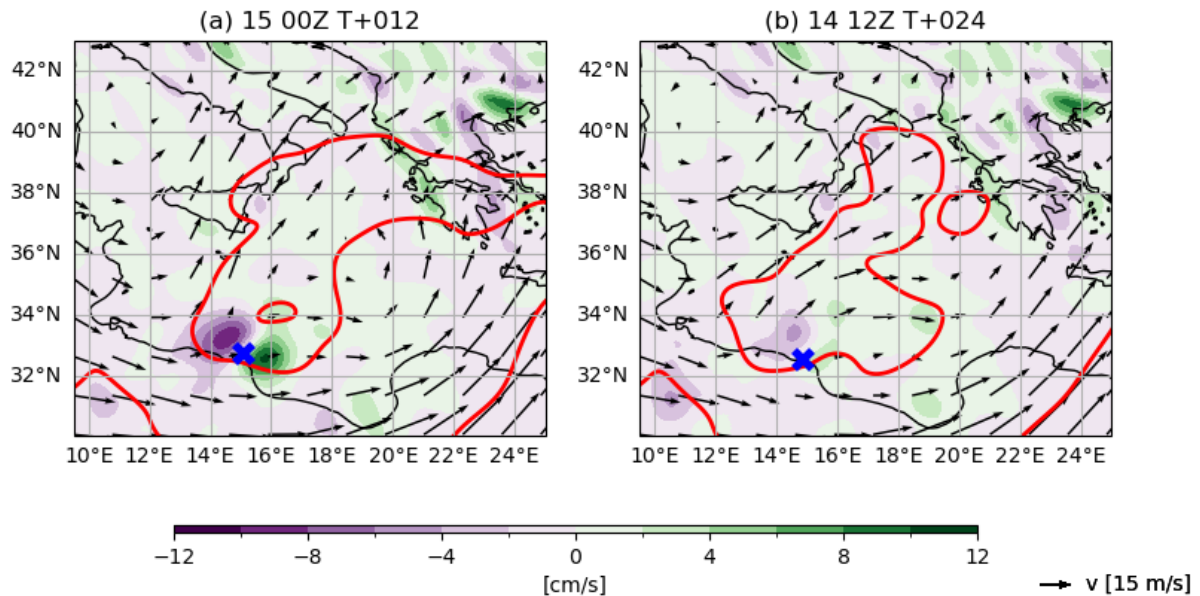 (a) 15 00Z T+012
(b) 14 12Z T+024
42°N
40°N
38°N
36°N
34°N
32°N
10°E 12°E 14°E 16°E 18°E 20°E 22°E 24°E
42°N
40°N
38°N
36°N
34°N
32°N
10°E 12°E 14°E 16°E 18°E 20°E 22°E 24°E
−12 −8 −4 0 4 8 12
[cm/s]
v [15 m/s]